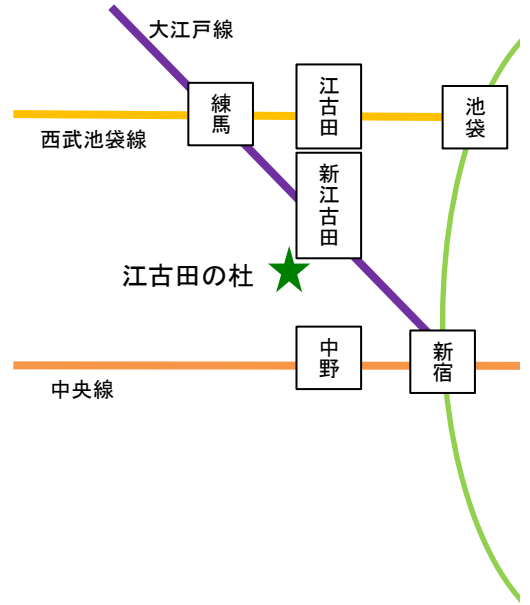 大江戸線
練馬
江古田
池袋
西武池袋線
新江古田
江古田の杜
中野
新宿
中央線